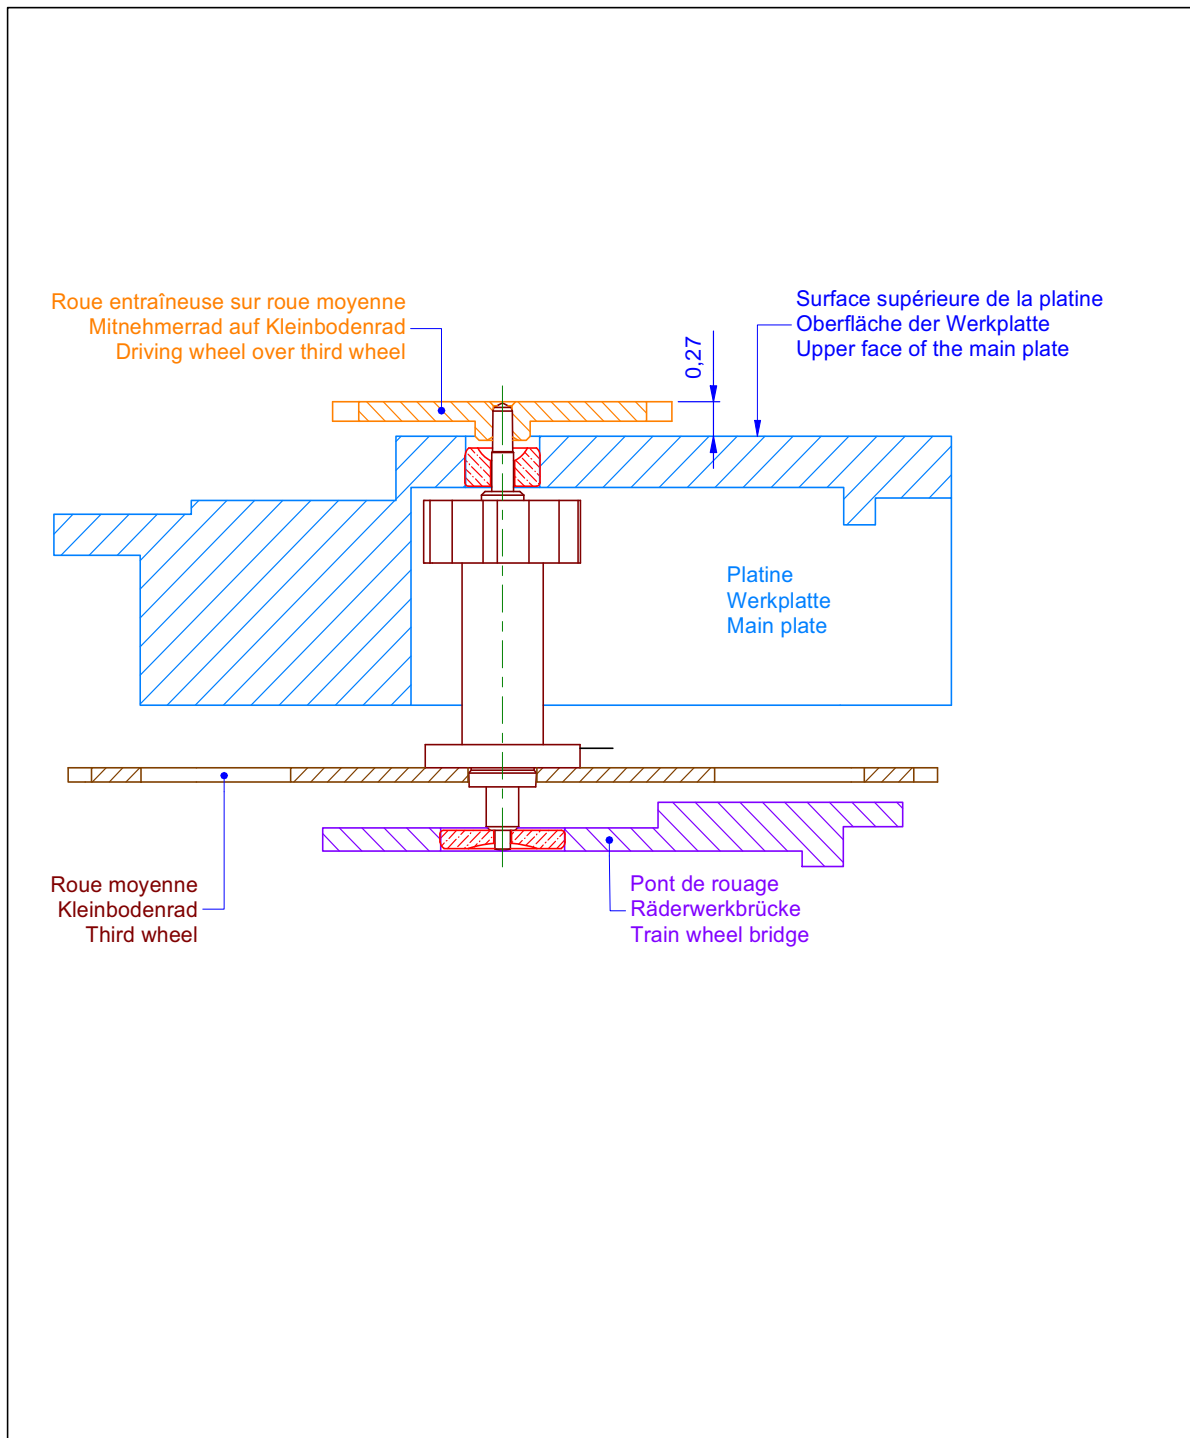 Roue entraîneuse sur roue moyenne
Mitnehmerrad auf Kleinbodenrad
Driving wheel over third wheel
0,27
Surface supérieure de la platine
Oberfläche der Werkplatte
Upper face of the main plate
Platine
Werkplatte
Main plate
Roue moyenne
Kleinbodenrad
Third wheel
Pont de rouage
Räderwerkbrücke
Train wheel bridge